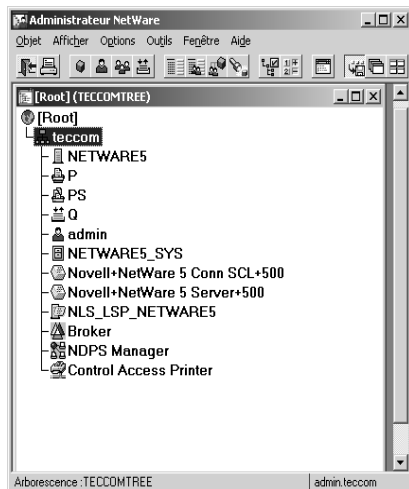 Administrateur NetWare
Objet Afficher Options Outils Fenêtre Aide
[Root] (TECCOMTREE)
[Root]
teccom
NETWARE5
P
PS
Q
admin
NETWARE5_SYS
Novell+NetWare 5 Conn SCL+500
Novell+NetWare 5 Server+500
NLS_LSP_NETWARE5
Broker
NDPS Manager
Control Access Printer
Arborescence :TECCOMTREE admin.teccom